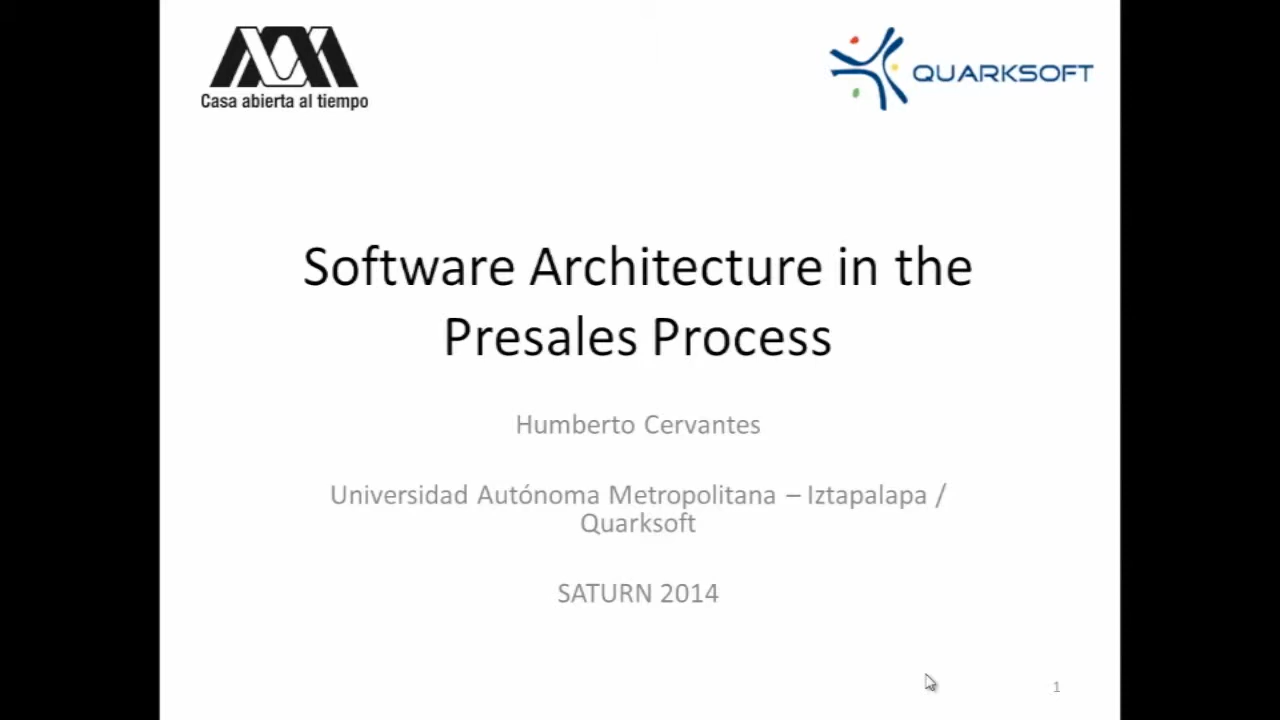 Casa abierta al tiempo
QUARKSOFT
Software Architecture in the
Presales Process
Humberto Cervantes
Universidad Autónoma Metropolitana – Iztapalapa /
Quarksoft
SATURN 2014
1